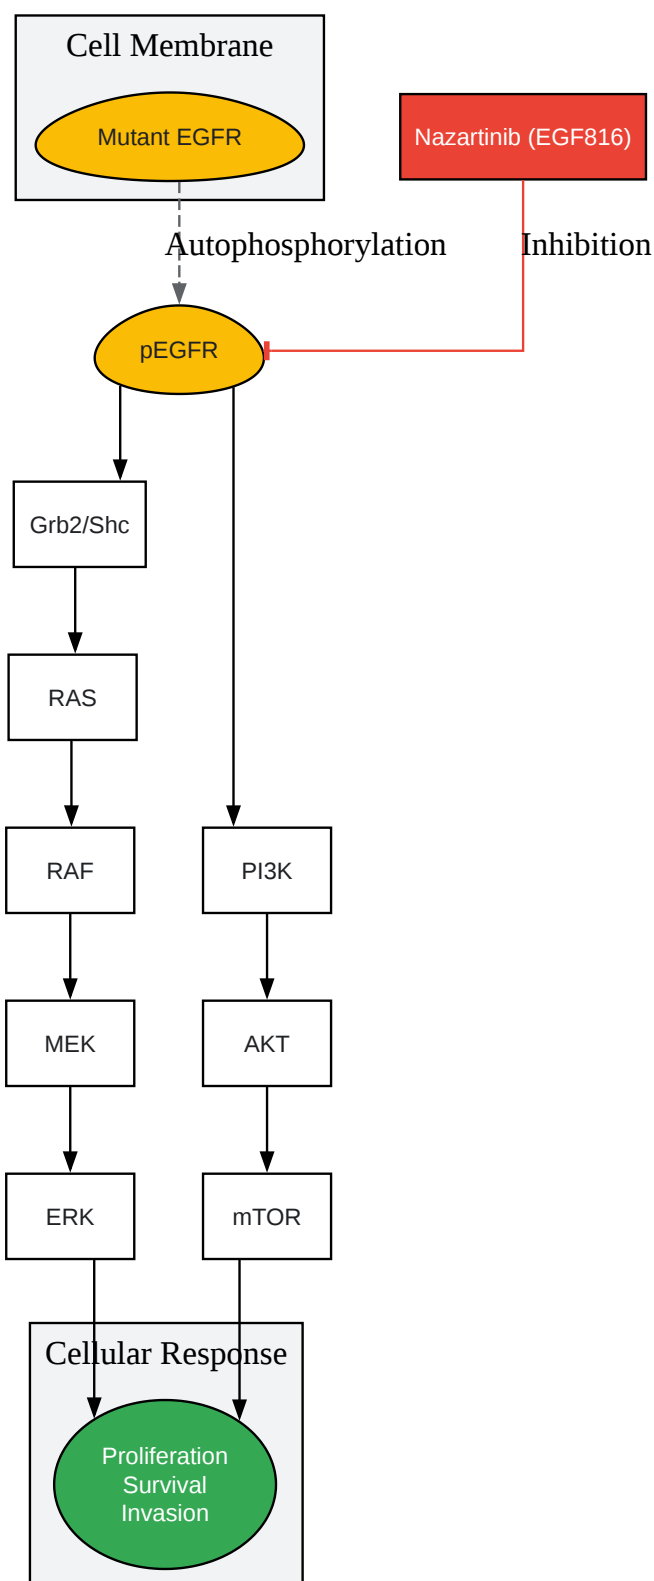 Cell Membrane
Mutant EGFR
Nazartinib (EGF816)
Autophosphorylation
Inhibition
pEGFR
Grb2/Shc
RAS
RAF
PI3K
MEK
AKT
ERK
mTOR
Cellular Response
Proliferation
Survival
Invasion